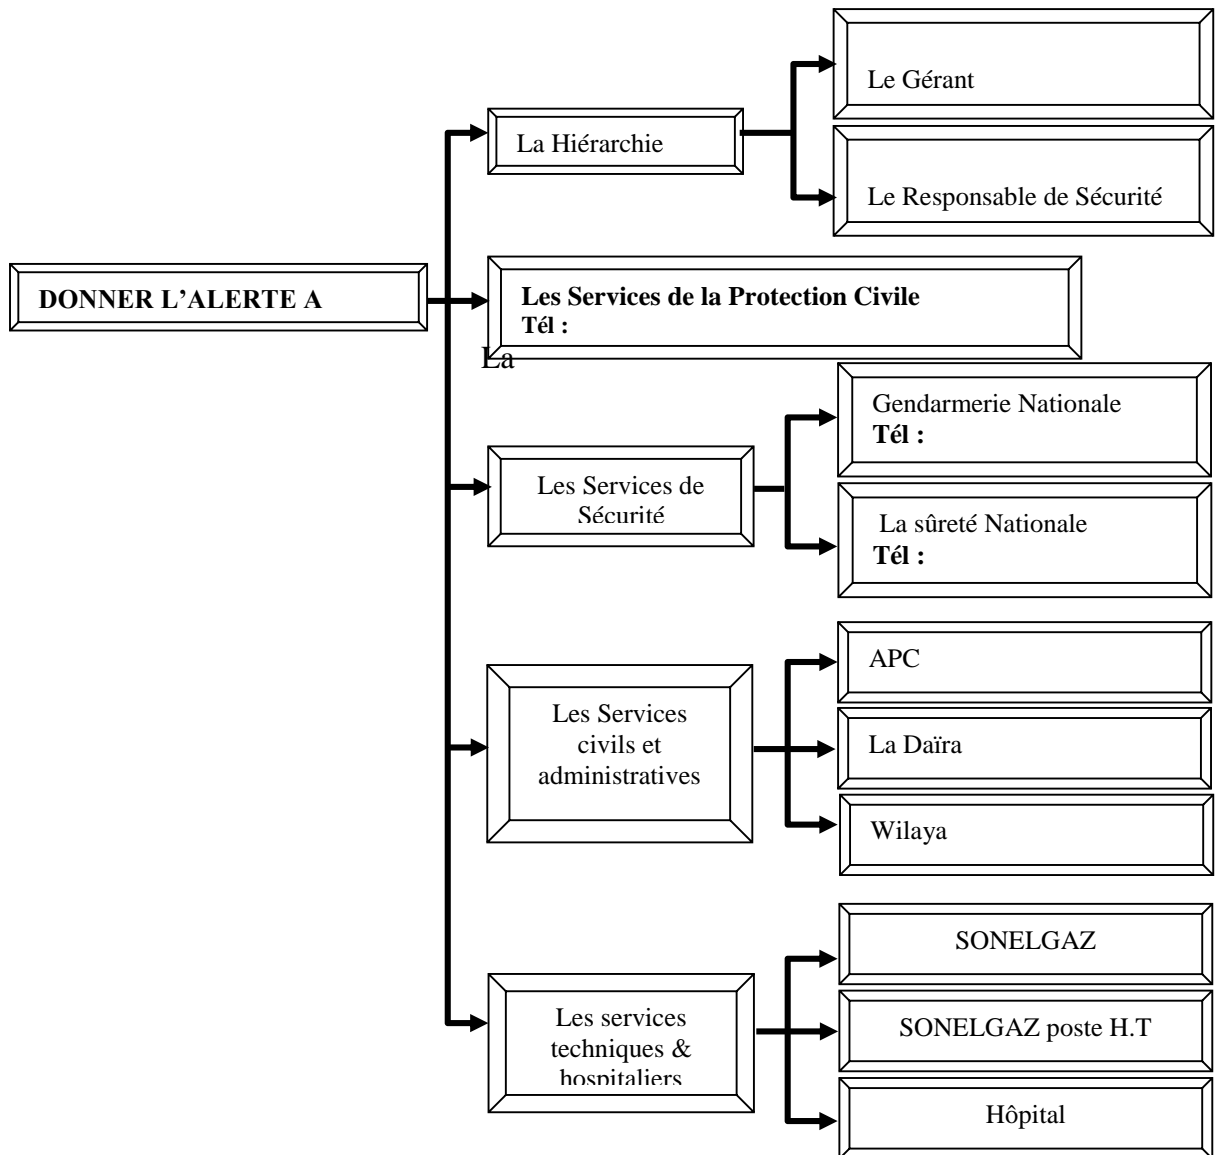 Le Gérant
La Hiérarchie
Le Responsable de Sécurité
DONNER L’ALERTE A
Les Services de la Protection Civile
Tél :
La
Gendarmerie Nationale
Tél :
Les Services de
Sécurité
La sûreté Nationale
Tél :
APC
Les Services
civils et
administratives
La Daïra
Wilaya
SONELGAZ
Les services
techniques &
hospitaliers
SONELGAZ poste H.T
Hôpital